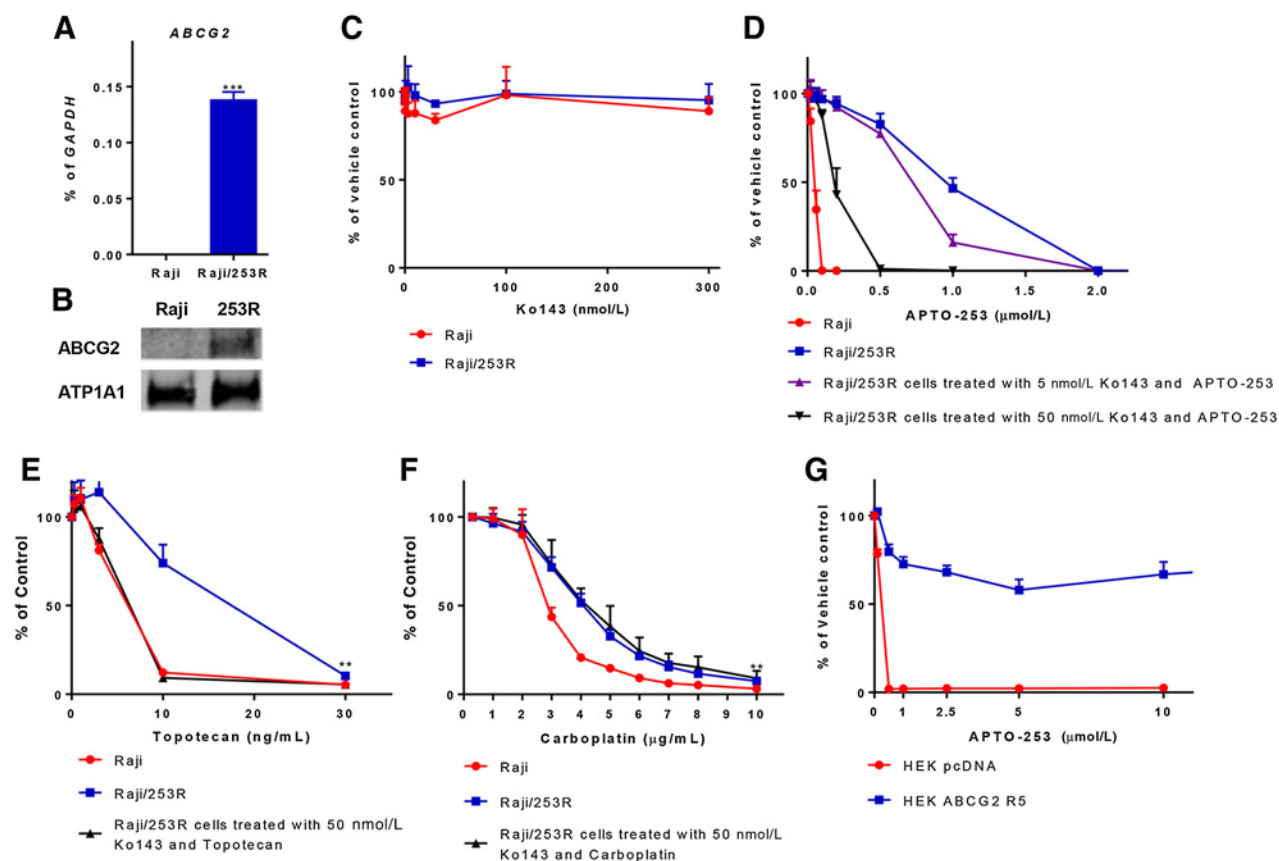 A
ABCG2
% of GAPDH
0.15
0.10
0.05
0.00
***
Raji Raji/253R
B
Raji 253R
ABCG2
ATP1A1
C
% of vehicle control
100
50
0
0 100 200 300
Ko143 (nmol/L)
Raji
Raji/253R
D
% of vehicle control
100
50
0
0.0 0.5 1.0 1.5 2.0
APTO-253 (μmol/L)
Raji
Raji/253R
Raji/253R cells treated with 5 nmol/L Ko143 and APTO-253
Raji/253R cells treated with 50 nmol/L Ko143 and APTO-253
E
% of Control
100
50
0
**
0 10 20 30
Topotecan (ng/mL)
Raji
Raji/253R
Raji/253R cells treated with 50 nmol/L
Ko143 and Topotecan
F
% of Control
100
50
0
**
1 2 3 4 5 6 7 8 9 10
Carboplatin (μg/mL)
Raji
Raji/253R
Raji/253R cells treated with 50 nmol/L
Ko143 and Carboplatin
G
% of Vehicle control
100
50
0
0 1 2.5 5 10
APTO-253 (μmol/L)
HEK pcDNA
HEK ABCG2 R5